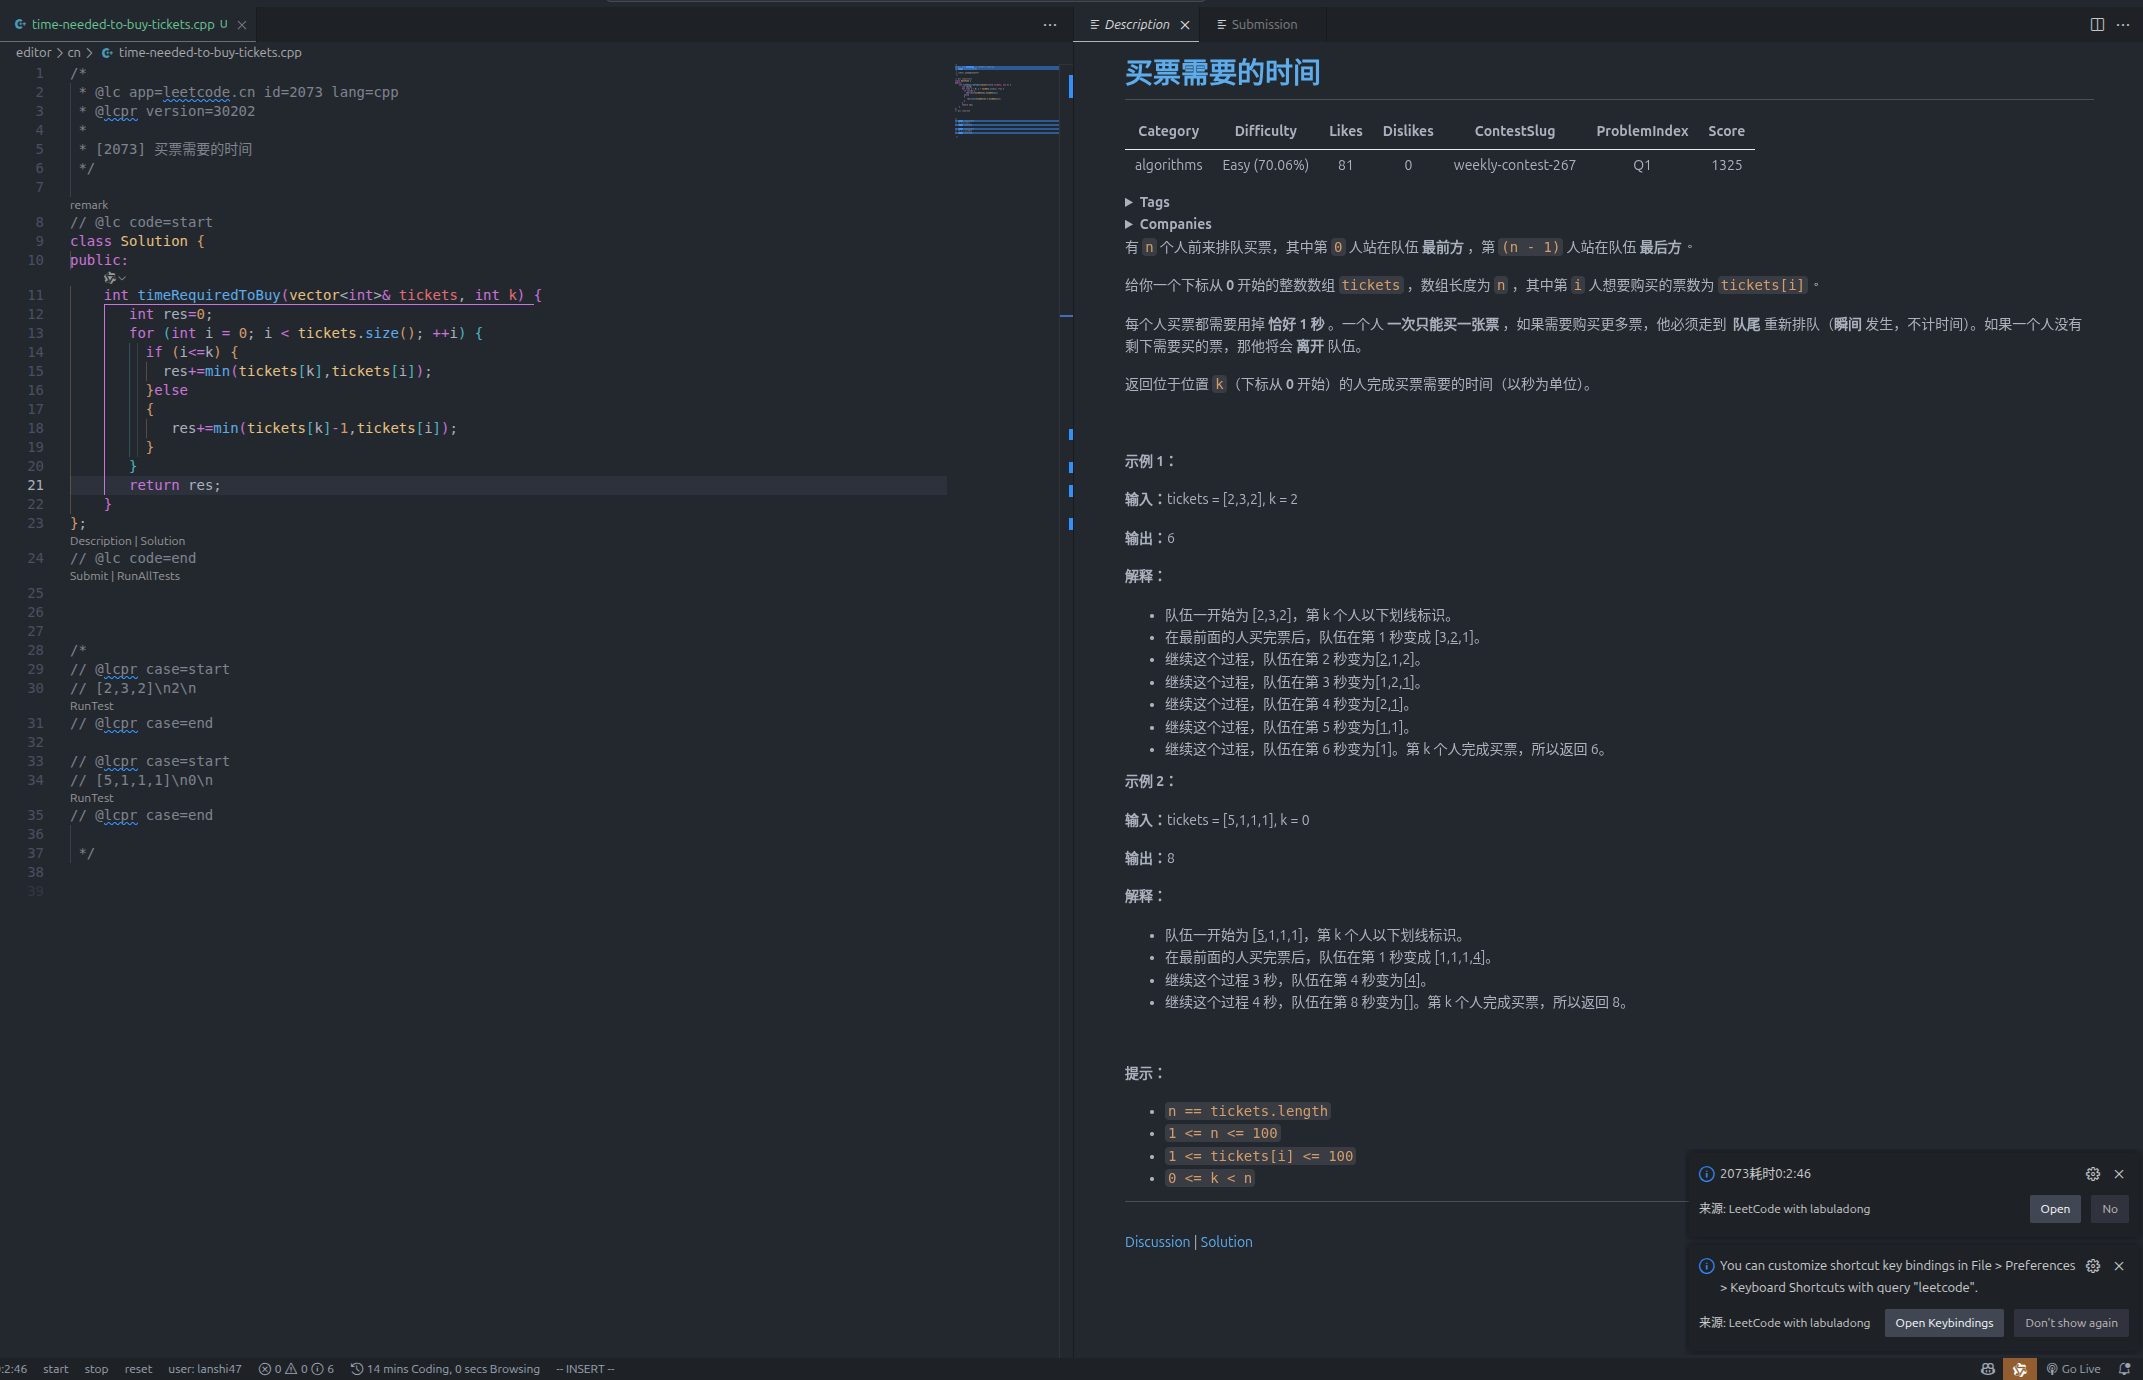 time-needed-to-buy-tickets.cpp U
editor > cn > time-needed-to-buy-tickets.cpp
1 /*
2  * @lc app=leetcode.cn id=2073 lang=cpp
3  * @lcpr version=30202
4  *
5  * [2073] 买票需要的时间
6  */
7
remark
8 // @lc code=start
9 class Solution {
10 public:
11     int timeRequiredToBuy(vector<int>& tickets, int k) {
12        int res=0;
13        for (int i = 0; i < tickets.size(); ++i) {
14          if (i<=k) {
15            res+=min(tickets[k],tickets[i]);
16          }else
17          {
18             res+=min(tickets[k]-1,tickets[i]);
19          }
20        }
21        return res;
22     }
23 };
Description | Solution
24 // @lc code=end
Submit | RunAllTests
25
26
27
28 /*
29 // @lcpr case=start
30 // [2,3,2]\n2\n
RunTest
31 // @lcpr case=end
32
33 // @lcpr case=start
34 // [5,1,1,1]\n0\n
RunTest
35 // @lcpr case=end
36
37  */
38
39
Description Submission
买票需要的时间
Category Difficulty Likes Dislikes ContestSlug ProblemIndex Score
algorithms Easy (70.06%) 81 0 weekly-contest-267 Q1 1325
Tags
Companies
有 n 个人前来排队买票，其中第 0 人站在队伍 最前方 ，第 (n - 1) 人站在队伍 最后方 。
给你一个下标从 0 开始的整数数组 tickets ，数组长度为 n ，其中第 i 人想要购买的票数为 tickets[i] 。
每个人买票都需要用掉 恰好 1 秒 。一个人 一次只能买一张票 ，如果需要购买更多票，他必须走到 队尾 重新排队（瞬间 发生，不计时间）。如果一个人没有
剩下需要买的票，那他将会 离开 队伍。
返回位于位置 k（下标从 0 开始）的人完成买票需要的时间（以秒为单位）。
示例 1：
输入：tickets = [2,3,2], k = 2
输出：6
解释：
• 队伍一开始为 [2,3,2]，第 k 个人以下划线标识。
• 在最前面的人买完票后，队伍在第 1 秒变成 [3,2,1]。
• 继续这个过程，队伍在第 2 秒变为[2,1,2]。
• 继续这个过程，队伍在第 3 秒变为[1,2,1]。
• 继续这个过程，队伍在第 4 秒变为[2,1]。
• 继续这个过程，队伍在第 5 秒变为[1,1]。
• 继续这个过程，队伍在第 6 秒变为[1]。第 k 个人完成买票，所以返回 6。
示例 2：
输入：tickets = [5,1,1,1], k = 0
输出：8
解释：
• 队伍一开始为 [5,1,1,1]，第 k 个人以下划线标识。
• 在最前面的人买完票后，队伍在第 1 秒变成 [1,1,1,4]。
• 继续这个过程 3 秒，队伍在第 4 秒变为[4]。
• 继续这个过程 4 秒，队伍在第 8 秒变为[]。第 k 个人完成买票，所以返回 8。
提示：
• n == tickets.length
• 1 <= n <= 100
• 1 <= tickets[i] <= 100
• 0 <= k < n
Discussion | Solution
2073耗时0:2:46
来源: LeetCode with labuladong Open No
You can customize shortcut key bindings in File > Preferences
> Keyboard Shortcuts with query "leetcode".
来源: LeetCode with labuladong Open Keybindings Don't show again
:2:46 start stop reset user: lanshi47 0 0 6 14 mins Coding, 0 secs Browsing -- INSERT -- Go Live